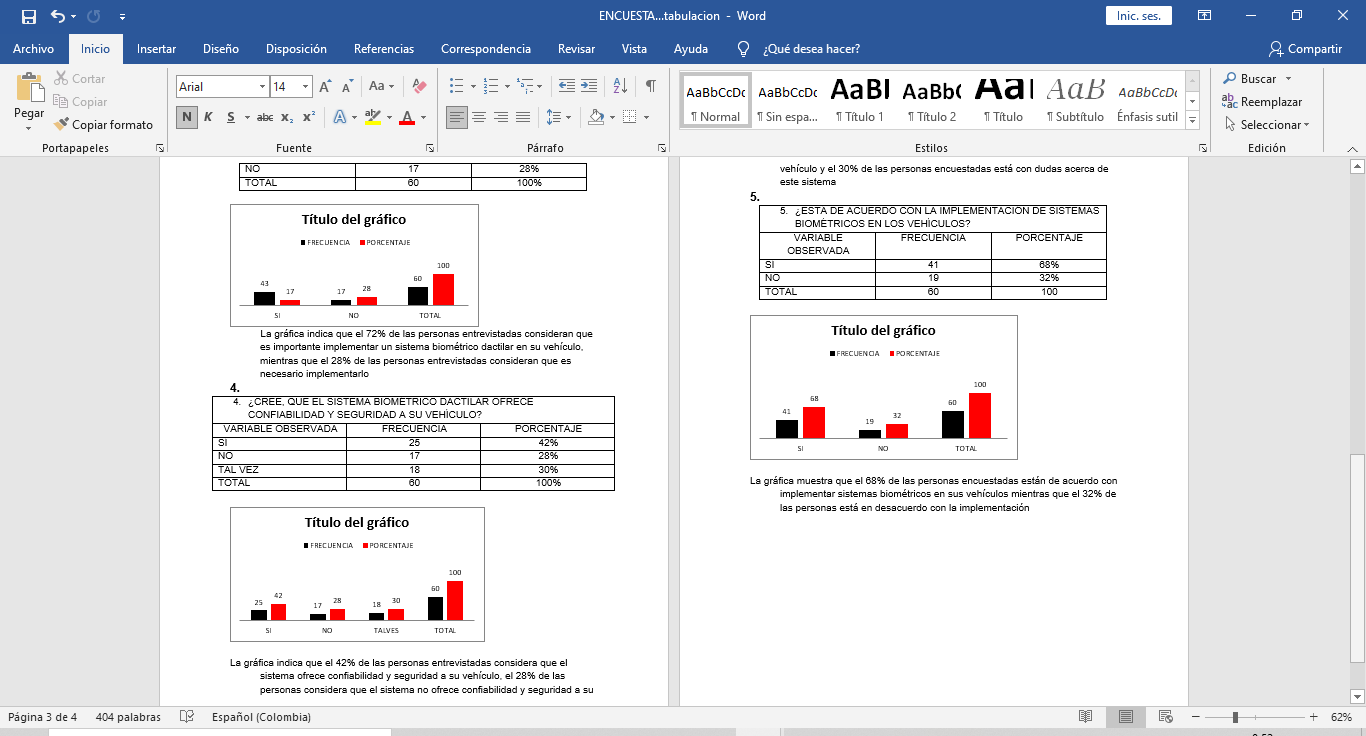 ENCUESTA...tabulacion - Word
Inic. ses.
Archivo Inicio Insertar Diseño Disposición Referencias Correspondencia Revisar Vista Ayuda ¿Qué desea hacer? Compartir
Pegar
Cortar
Copiar
Copiar formato
Portapapeles
Arial 14
Aa
N K S abc x₂ x²
Fuente
Párrafo
AaBbCcDc AaBbCcDc AaBI AaBb( AaI AaB AaBbCcDc
¶ Normal ¶ Sin espa... ¶ Título 1 ¶ Título 2 ¶ Título ¶ Subtítulo Énfasis sutil
Estilos
Buscar
Reemplazar
Seleccionar
Edición
NO 17 28%
TOTAL 60 100%
Título del gráfico
FRECUENCIA PORCENTAJE
43 17 17 28 60 100
SI NO TOTAL
La gráfica indica que el 72% de las personas entrevistadas consideran que
es importante implementar un sistema biométrico dactilar en su vehículo,
mientras que el 28% de las personas entrevistadas consideran que es
necesario implementarlo
4.
4. ¿CREE, QUE EL SISTEMA BIOMETRICO DACTILAR OFRECE
CONFIABILIDAD Y SEGURIDAD A SU VEHÍCULO?
VARIABLE OBSERVADA FRECUENCIA PORCENTAJE
SI 25 42%
NO 17 28%
TAL VEZ 18 30%
TOTAL 60 100%
Título del gráfico
FRECUENCIA PORCENTAJE
25 42 17 28 18 30 60 100
SI NO TALVES TOTAL
La gráfica indica que el 42% de las personas entrevistadas considera que el
sistema ofrece confiabilidad y seguridad a su vehículo, el 28% de las
personas considera que el sistema no ofrece confiabilidad y seguridad a su
vehículo y el 30% de las personas encuestadas está con dudas acerca de
este sistema
5.
5. ¿ESTA DE ACUERDO CON LA IMPLEMENTACION DE SISTEMAS
BIOMÉTRICOS EN LOS VEHÍCULOS?
VARIABLE FRECUENCIA PORCENTAJE
OBSERVADA
SI 41 68%
NO 19 32%
TOTAL 60 100
Título del gráfico
FRECUENCIA PORCENTAJE
41 68 19 32 60 100
SI NO TOTAL
La gráfica muestra que el 68% de las personas encuestadas están de acuerdo con
implementar sistemas biométricos en sus vehículos mientras que el 32% de
las personas está en desacuerdo con la implementación
Página 3 de 4 404 palabras Español (Colombia) 62%